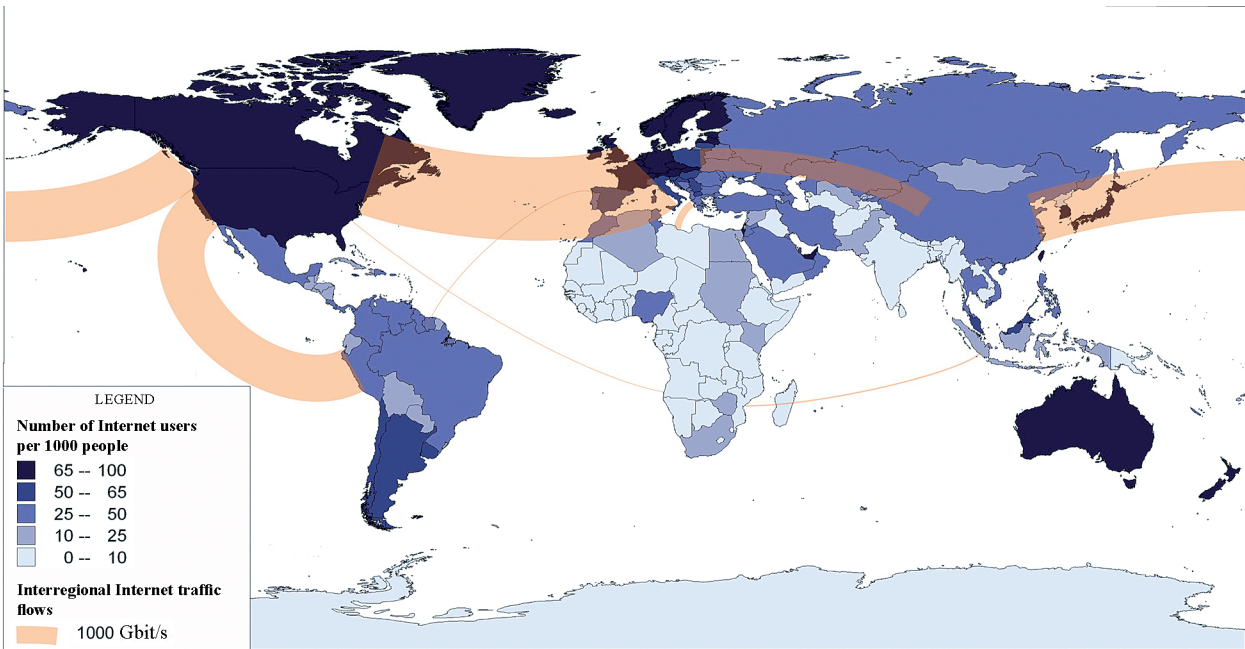 LEGEND
Number of Internet users
per 1000 people
65 -- 100
50 -- 65
25 -- 50
10 -- 25
0 -- 10
Interregional Internet traffic
flows
1000 Gbit/s